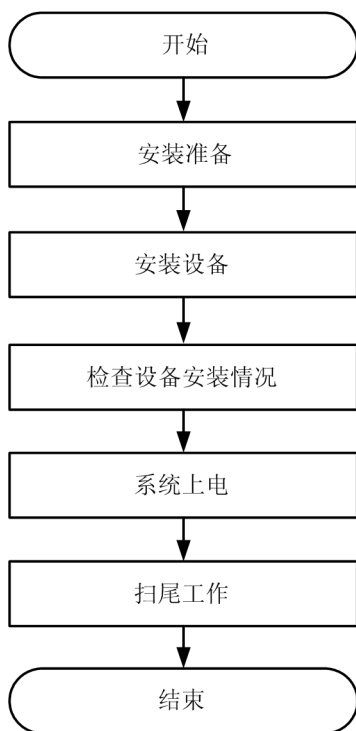 开始
安装准备
安装设备
检查设备安装情况
系统上电
扫尾工作
结束